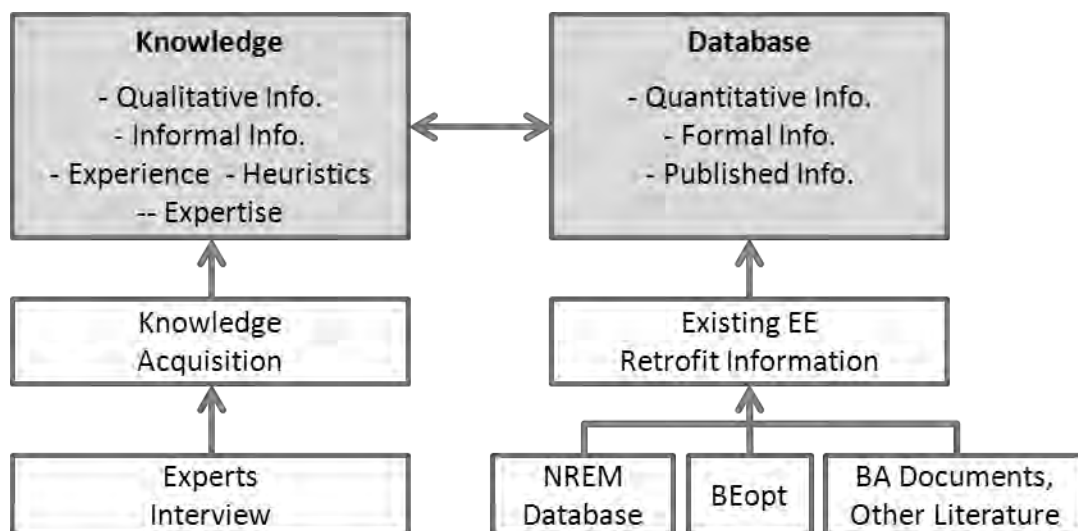 Knowledge
- Qualitative Info.
- Informal Info.
- Experience  - Heuristics
-- Expertise
Database
- Quantitative Info.
- Formal Info.
- Published Info.
Knowledge
Acquisition
Existing EE
Retrofit Information
Experts
Interview
NREM
Database
BEopt
BA Documents,
Other Literature